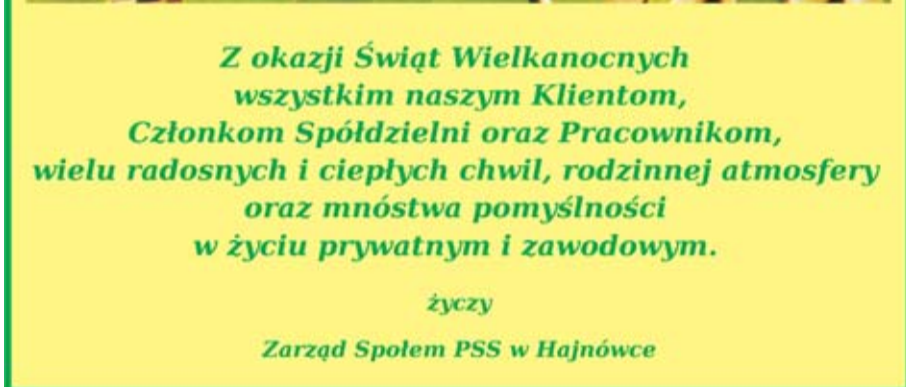 Z okazji Świąt Wielkanocnych
wszystkim naszym Klientom,
Członkom Spółdzielni oraz Pracownikom,
wielu radosnych i ciepłych chwil, rodzinnej atmosfery
oraz mnóstwa pomyślności
w życiu prywatnym i zawodowym.
życzy
Zarząd Społem PSS w Hajnówce